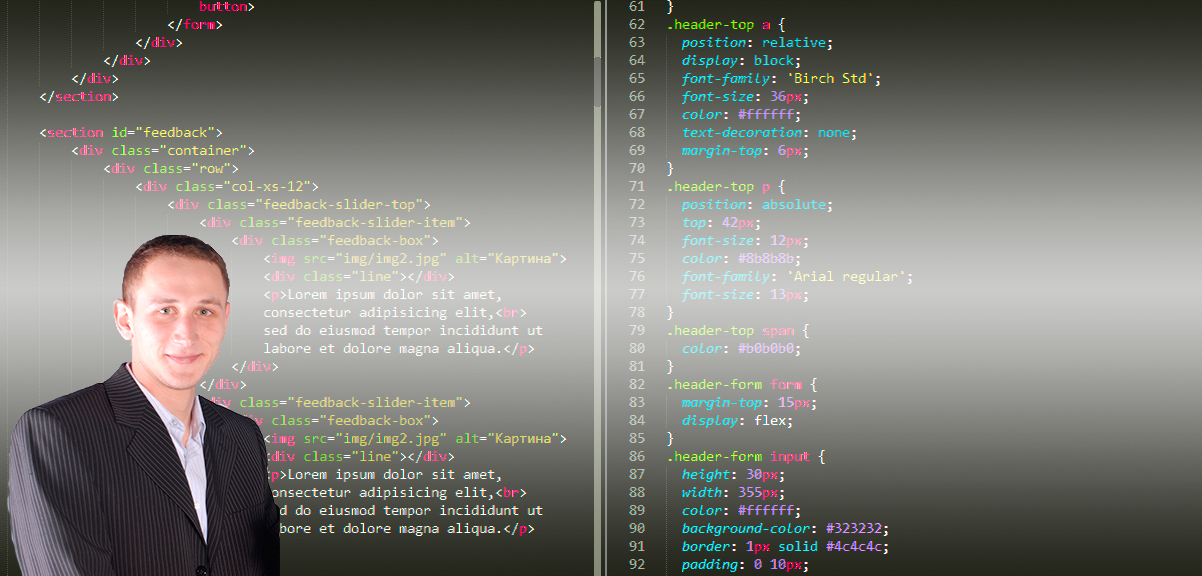 button>
</form>
</div>
</div>
</div>
</section>
<section id="feedback">
<div class="container">
<div class="row">
<div class="col-xs-12">
<div class="feedback-slider-top">
<div class="feedback-slider-item">
<div class="feedback-box">
<img src="img/img2.jpg" alt="Картина">
<div class="line"></div>
<p>Lorem ipsum dolor sit amet,
consectetur adipisicing elit,<br>
sed do eiusmod tempor incididunt ut
labore et dolore magna aliqua.</p>
</div>
</div>
class="feedback-slider-item">
class="feedback-box">
<img src="img/img2.jpg" alt="Картина">
div class="line"></div>
p>Lorem ipsum dolor sit amet,
onsectetur adipisicing elit,<br>
d do eiusmod tempor incididunt ut
bore et dolore magna aliqua.</p>
61 }
62 .header-top a {
63 position: relative;
64 display: block;
65 font-family: 'Birch Std';
66 font-size: 36px;
67 color: #ffffff;
68 text-decoration: none;
69 margin-top: 6px;
70 }
71 .header-top p {
72 position: absolute;
73 top: 42px;
74 font-size: 12px;
75 color: #8b8b8b;
76 font-family: 'Arial regular';
77 font-size: 13px;
78 }
79 .header-top span {
80 color: #b0b0b0;
81 }
82 .header-form form {
83 margin-top: 15px;
84 display: flex;
85 }
86 .header-form input {
87 height: 30px;
88 width: 355px;
89 color: #ffffff;
90 background-color: #323232;
91 border: 1px solid #4c4c4c;
92 padding: 0 10px;